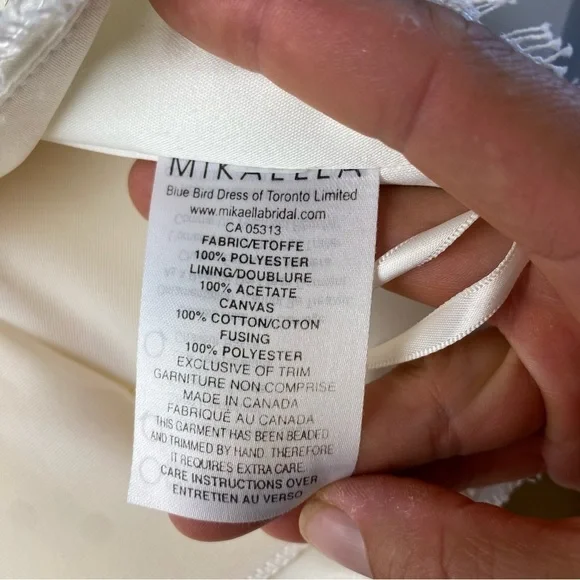 MIKAELLA
Blue Bird Dress of Toronto Limited
www.mikaellabridal.com
CA 05313
FABRIC/ETOFFE
100% POLYESTER
LINING/DOUBLURE
100% ACETATE
CANVAS
100% COTTON/COTON
FUSING
100% POLYESTER
EXCLUSIVE OF TRIM
GARNITURE NON COMPRISE
MADE IN CANADA
FABRIQUÉ AU CANADA
THIS GARMENT HAS BEEN BEADED
AND TRIMMED BY HAND. THEREFORE
IT REQUIRES EXTRA CARE.
CARE INSTRUCTIONS OVER
ENTRETIEN AU VERSO